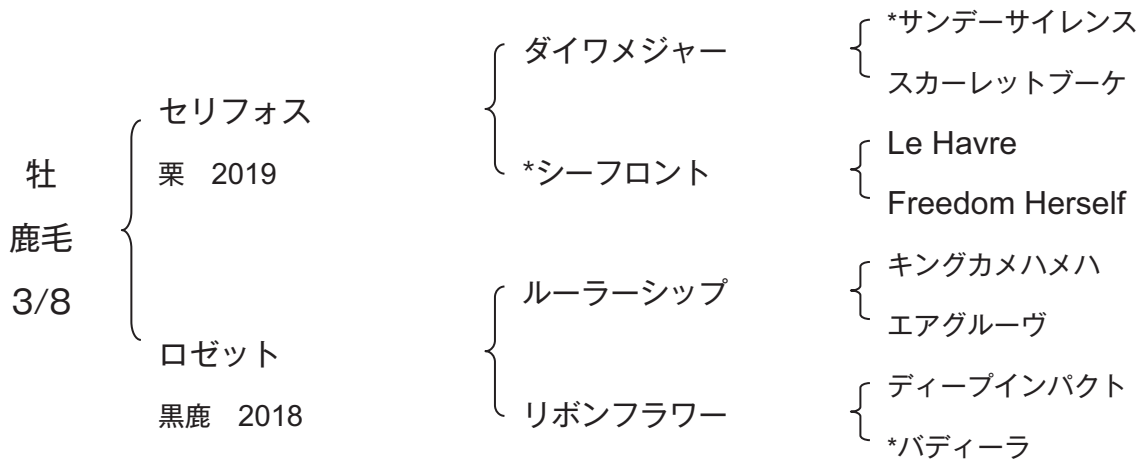 牡
鹿毛
3/8
セリフォス
栗 2019
ロゼット
黒鹿 2018
ダイワメジャー
*シーフロント
ルーラーシップ
リボンフラワー
*サンデーサイレンス
スカーレットブーケ
Le Havre
Freedom Herself
キングカメハメハ
エアグルーヴ
ディープインパクト
*バディーラ